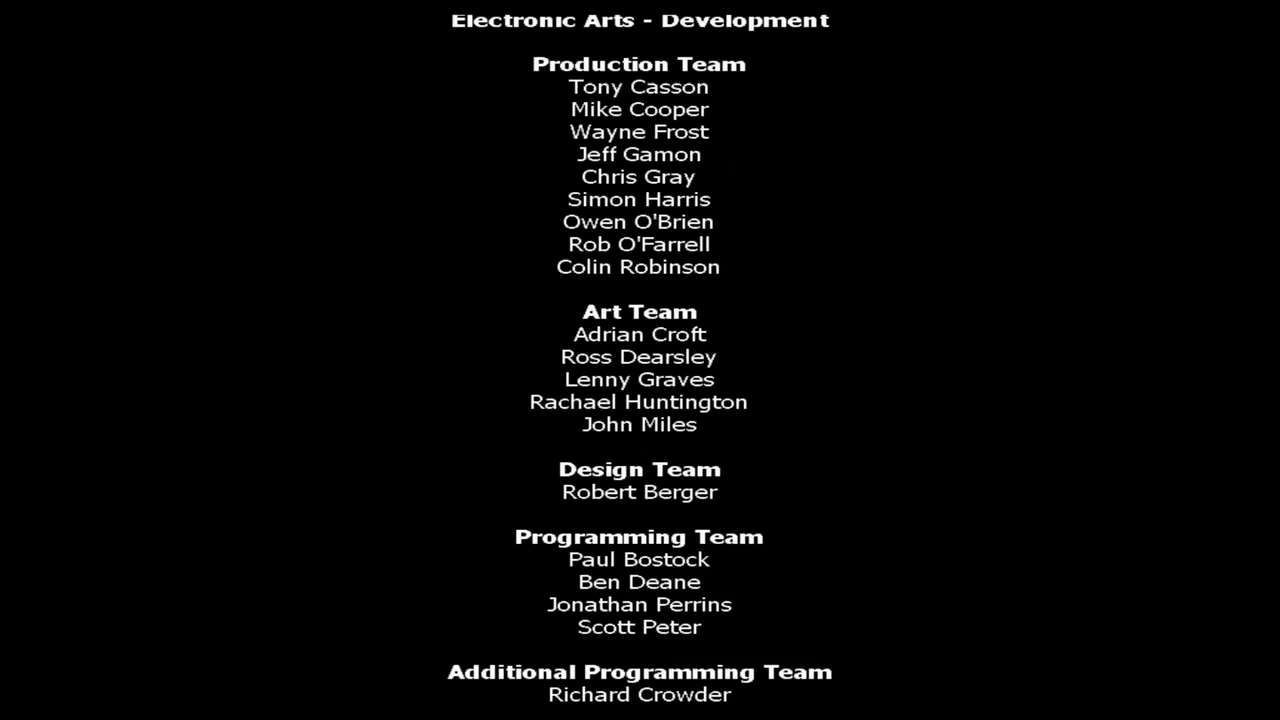 Electronic Arts - Development
Production Team
Tony Casson
Mike Cooper
Wayne Frost
Jeff Gamon
Chris Gray
Simon Harris
Owen O'Brien
Rob O'Farrell
Colin Robinson
Art Team
Adrian Croft
Ross Dearsley
Lenny Graves
Rachael Huntington
John Miles
Design Team
Robert Berger
Programming Team
Paul Bostock
Ben Deane
Jonathan Perrins
Scott Peter
Additional Programming Team
Richard Crowder